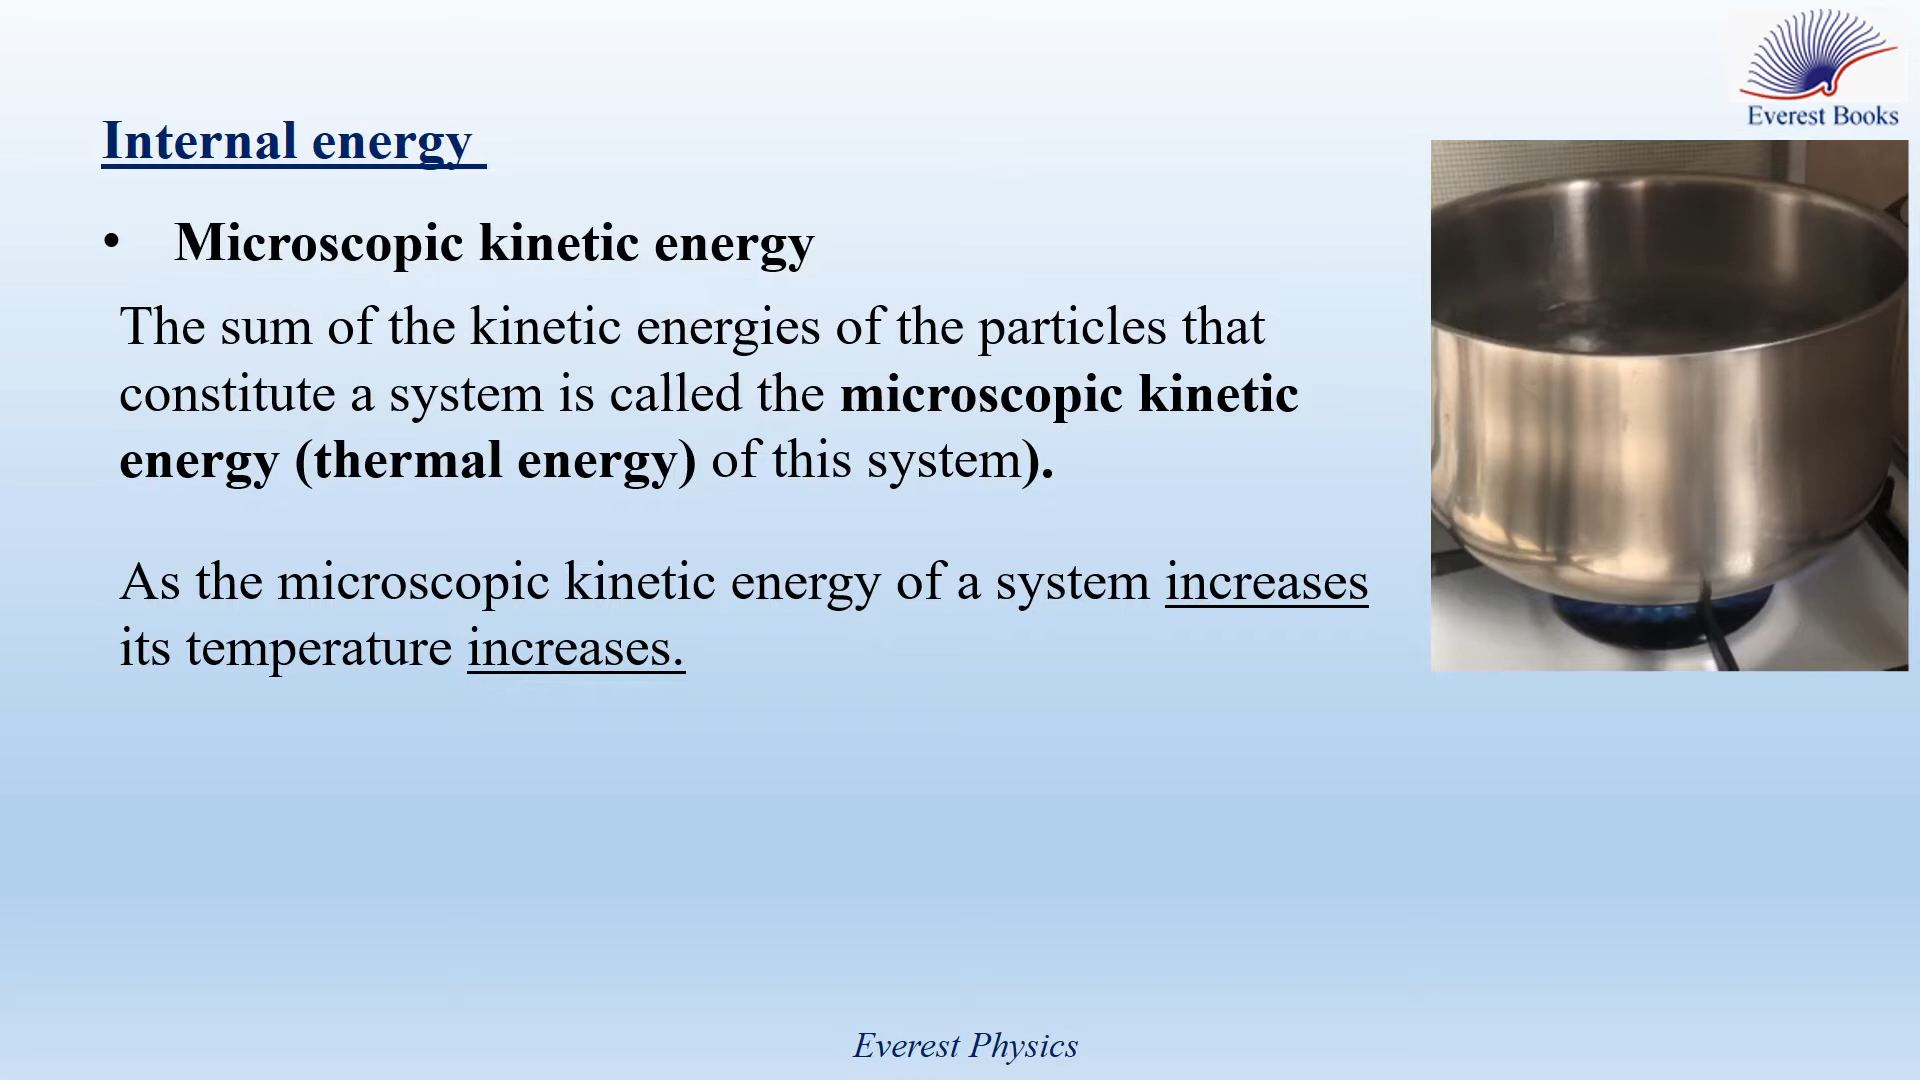 Everest Books
Internal energy
• Microscopic kinetic energy
The sum of the kinetic energies of the particles that
constitute a system is called the microscopic kinetic
energy (thermal energy) of this system).
As the microscopic kinetic energy of a system increases
its temperature increases.
Everest Physics